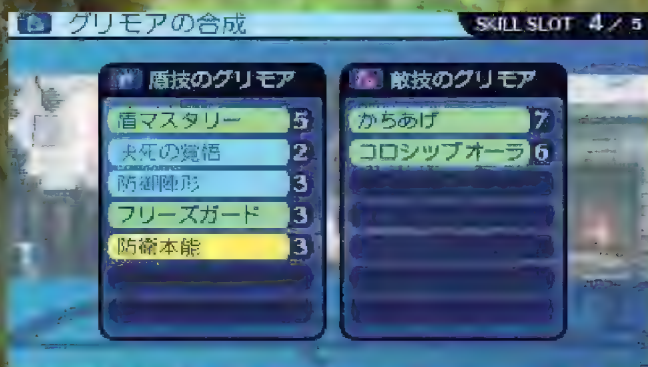 グリモアの合成
SKILL SLOT 4/5
盾技のグリモア
盾マスタリー 5
決死の覚悟 2
防御陣形 3
フリーズガード 3
防衛本能 3
敵技のグリモア
かちあげ 7
コロシップオーラ 6